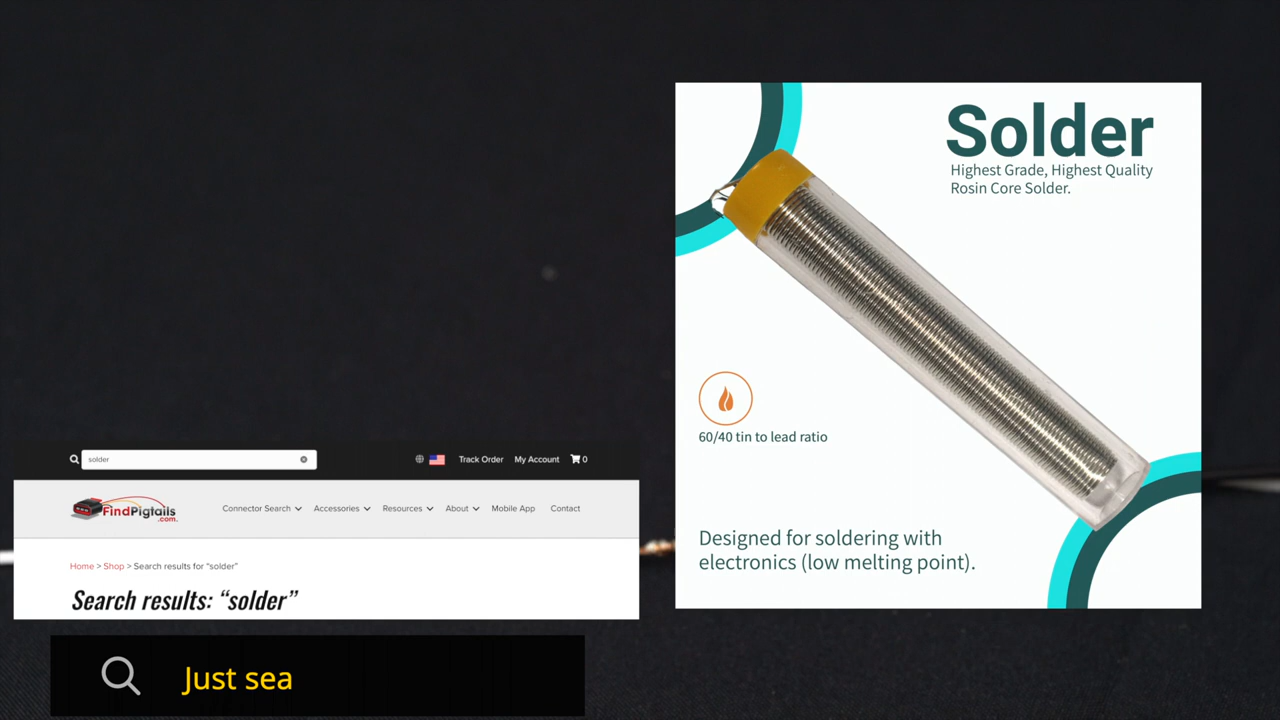 Solder
Highest Grade, Highest Quality
Rosin Core Solder.
60/40 tin to lead ratio
Designed for soldering with
electronics (low melting point).
solder
Track Order
My Account
0
FindPigtails
.com.
Connector Search
Accessories
Resources
About
Mobile App
Contact
Home > Shop > Search results for “solder”
Search results: “solder”
Just sea